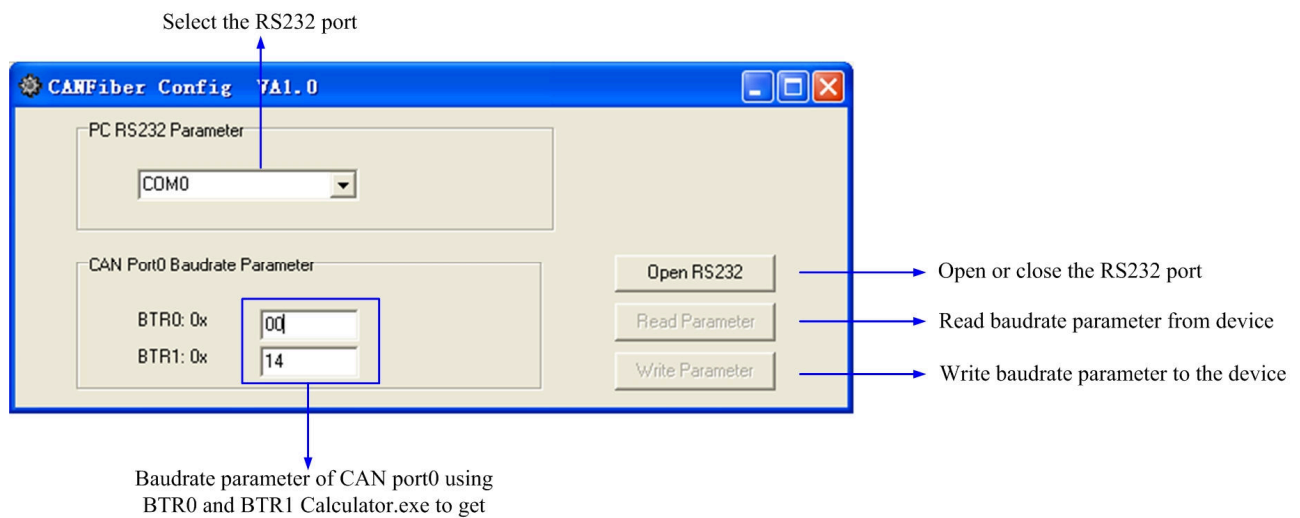 Select the RS232 port
CANFiber Config VA1.0
PC RS232 Parameter
COM0
CAN Port0 Baudrate Parameter
BTR0: 0x
00
BTR1: 0x
14
Open RS232
Open or close the RS232 port
Read Parameter
Read baudrate parameter from device
Write Parameter
Write baudrate parameter to the device
Baudrate parameter of CAN port0 using
BTR0 and BTR1 Calculator.exe to get